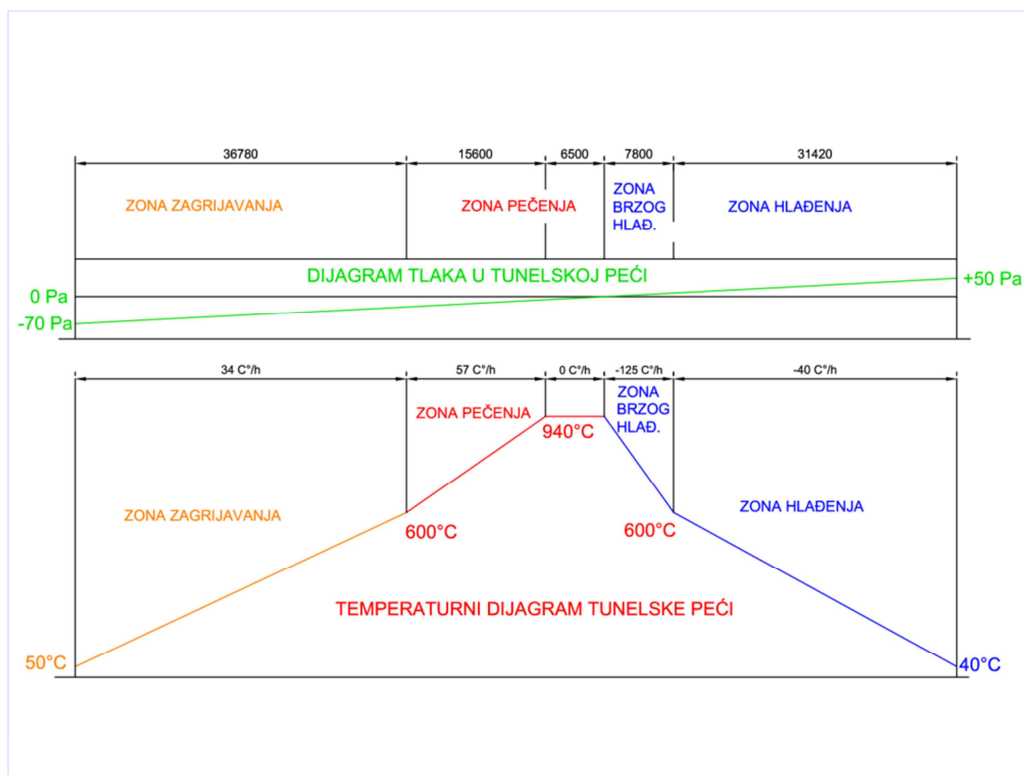 36780 15600 6500 7800 31420
ZONA ZAGRIJAVANJA
ZONA PEČENJA
ZONA
BRZOG
HLAĐ.
ZONA HLAĐENJA
DIJAGRAM TLAKA U TUNELSKOJ PEĆI
+50 Pa
0 Pa
-70 Pa
34 C°/h 57 C°/h 0 C°/h -125 C°/h -40 C°/h
ZONA PEČENJA
ZONA
BRZOG
HLAĐ.
940°C
ZONA ZAGRIJAVANJA
ZONA HLAĐENJA
600°C
600°C
TEMPERATURNI DIJAGRAM TUNELSKE PEĆI
50°C
40°C